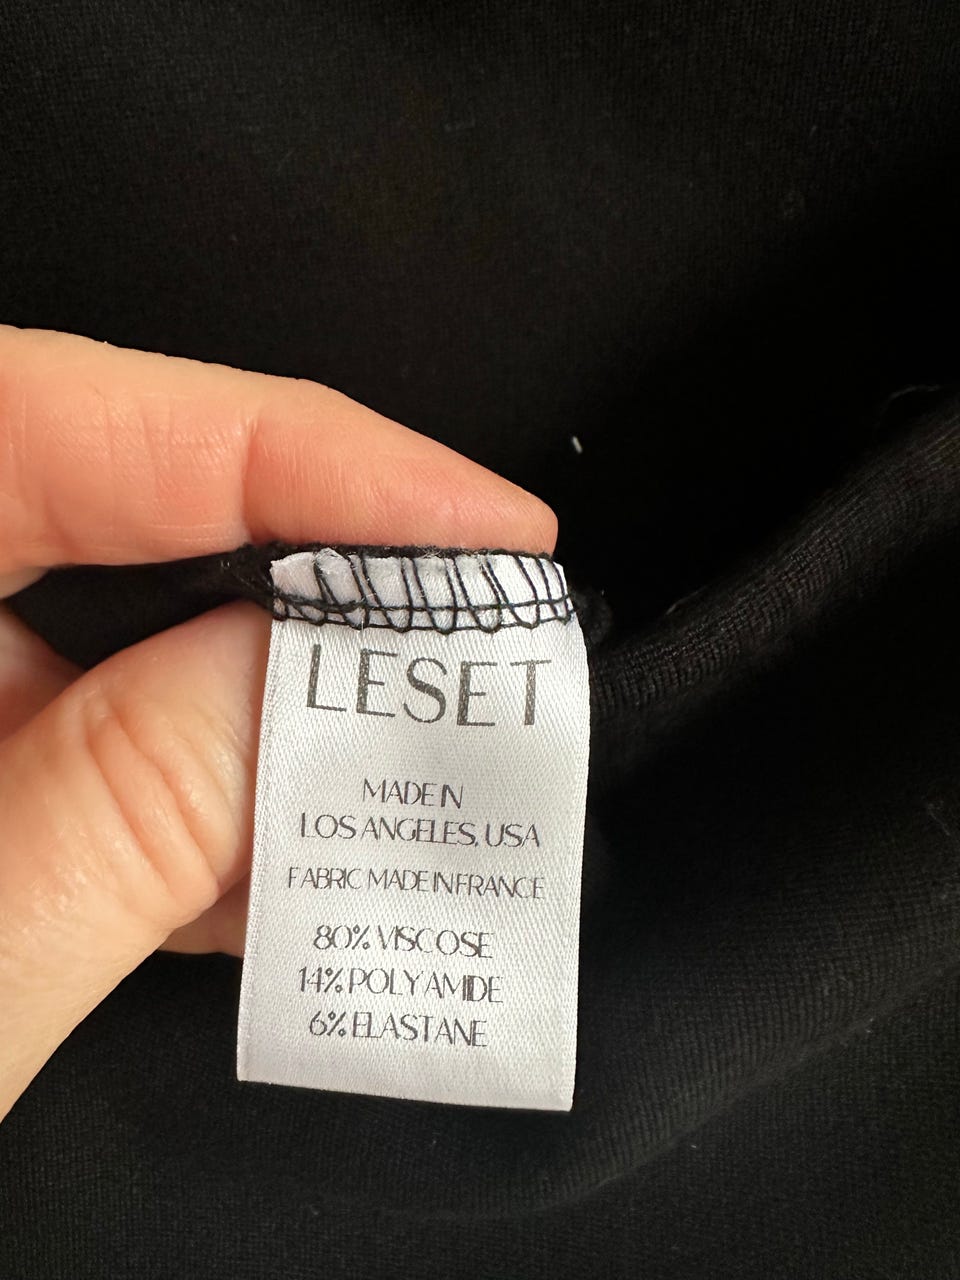 LESET
MADE IN
LOS ANGELES, USA
FABRIC MADE IN FRANCE
80% VISCOSE
14% POLYAMIDE
6% ELASTANE